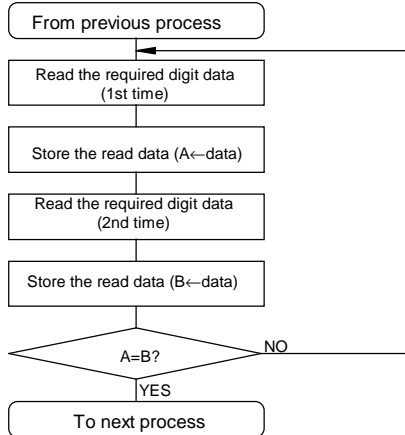 From previous process
Read the required digit data
(1st time)
Store the read data (A←data)
Read the required digit data
(2nd time)
Store the read data (B←data)
A=B?
NO
YES
To next process